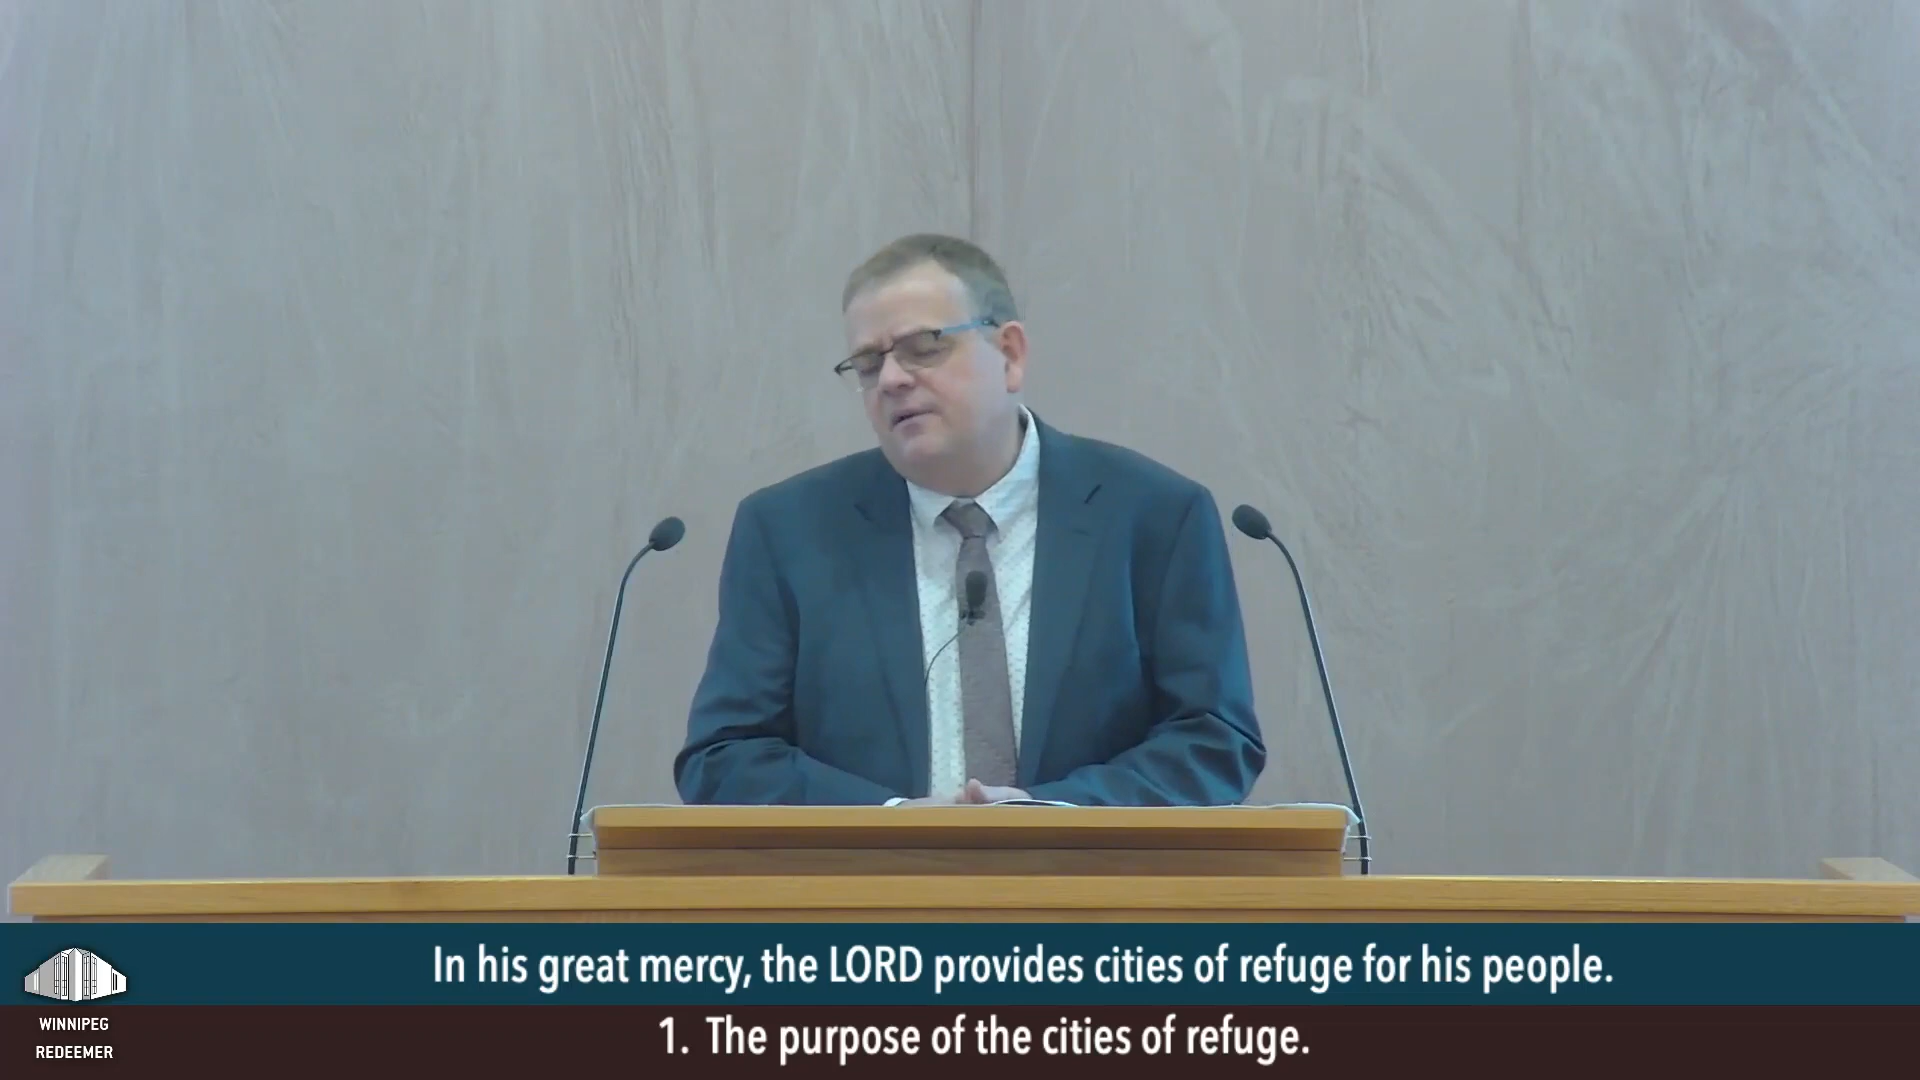 In his great mercy, the LORD provides cities of refuge for his people.
1. The purpose of the cities of refuge.
WINNIPEG
REDEEMER